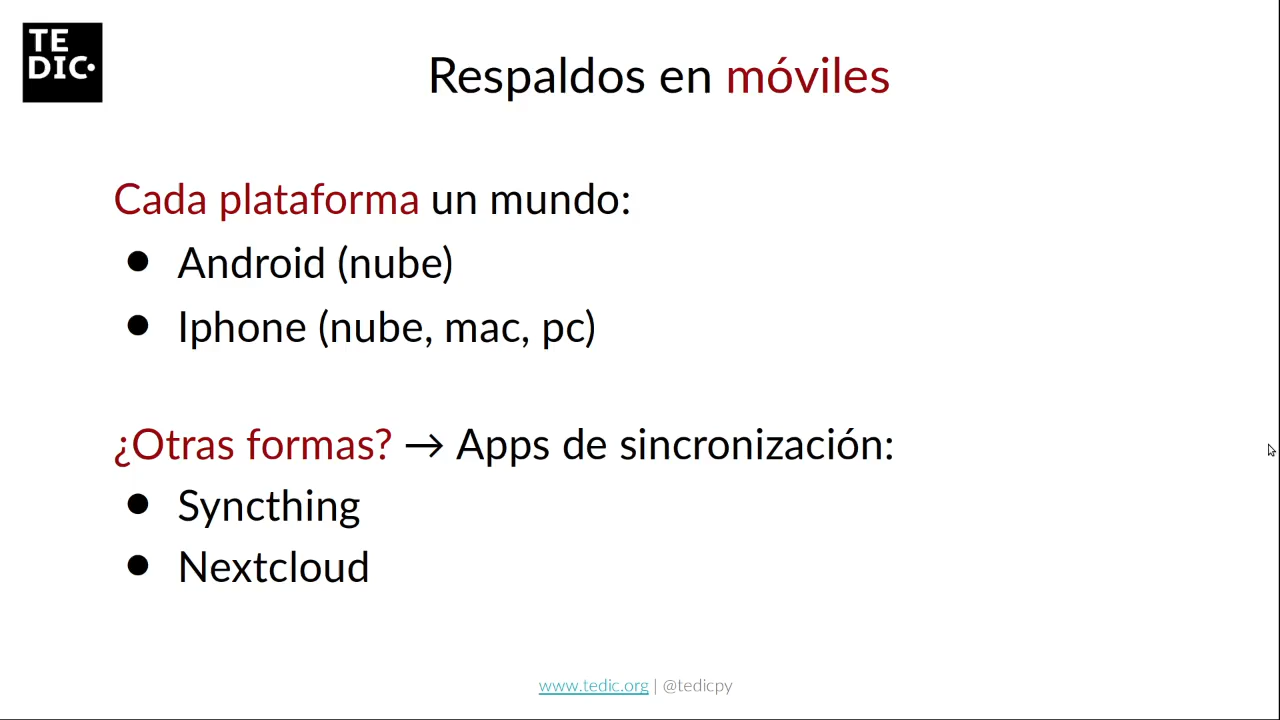 TE
DIC
Respaldos en móviles
Cada plataforma un mundo:
● Android (nube)
● Iphone (nube, mac, pc)
¿Otras formas? → Apps de sincronización:
● Syncthing
● Nextcloud
www.tedic.org | @tedicpy